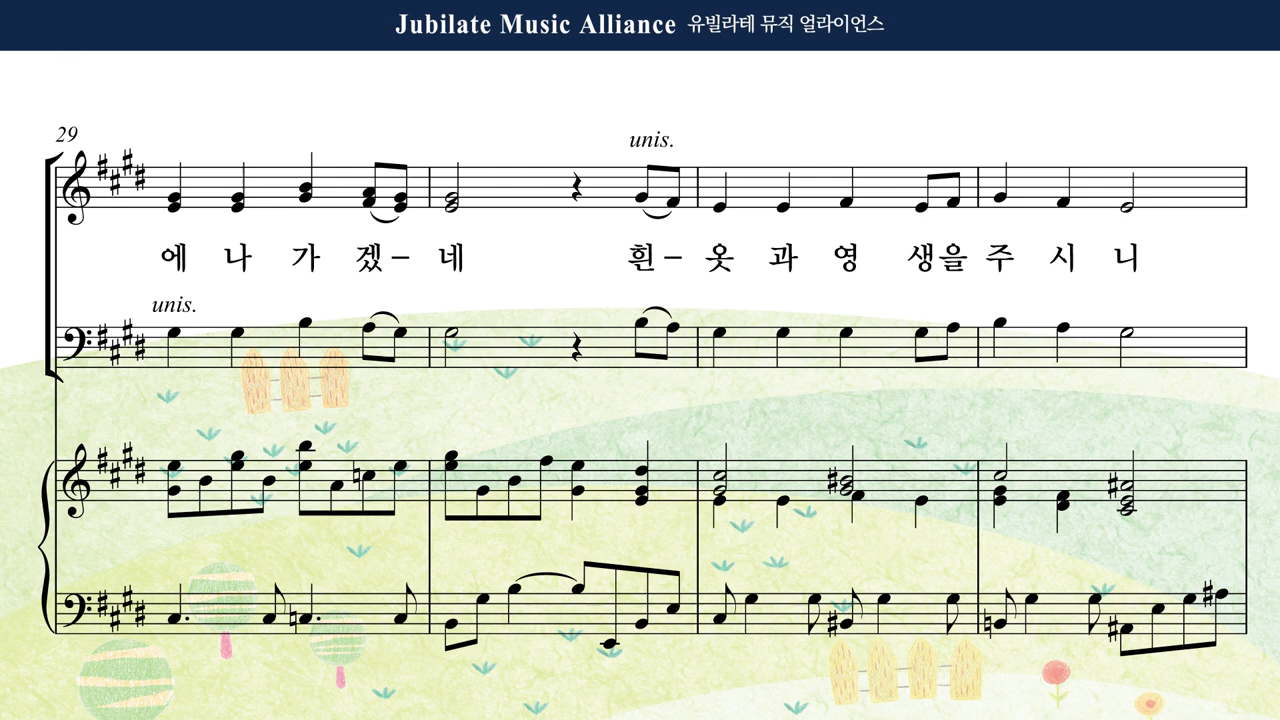 Jubilate Music Alliance 유빌라테 뮤직 얼라이언스
29
unis.
에 나 가 겠 – 네 흰 – 옷 과 영 생을 주 시 니
unis.